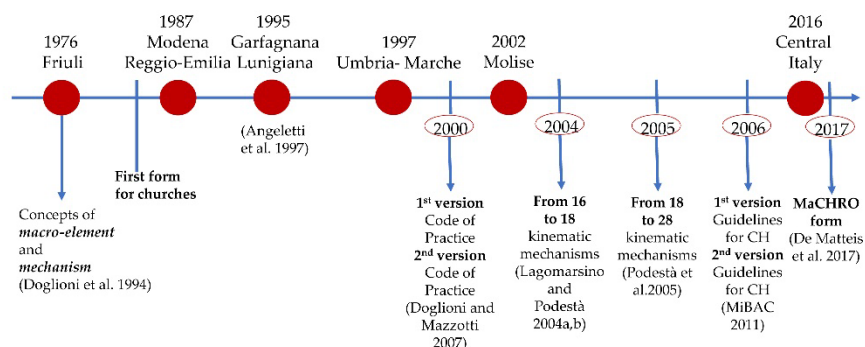 1976
Friuli
1987
Modena
Reggio-Emilia
1995
Garfagnana
Lunigiana
1997
Umbria- Marche
2002
Molise
2016
Central
Italy
(Angeletti
et al. 1997)
2000
2004
2005
2006
2017
First form
for churches
Concepts of
macro-element
and
mechanism
(Doglioni et al. 1994)
1st version
Code of
Practice
2nd version
Code of
Practice
(Doglioni and
Mazzotti
2007)
From 16
to 18
kinematic
mechanisms
(Lagomarsino
and
Podestà
2004a,b)
From 18
to 28
kinematic
mechanisms
(Podestà et
al.2005)
1st version
Guidelines
for CH
2nd version
Guidelines
for CH
(MiBAC
2011)
MaCHRO
form
(De Matteis
et al. 2017)